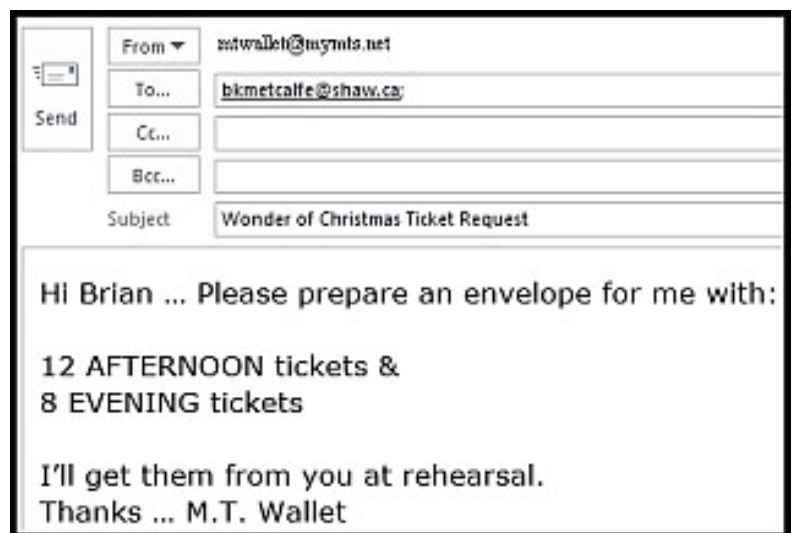 From ▾ mtwallet@mymts.net
To... bkmetcalfe@shaw.ca;
Send
Cc...
Bcc...
Subject Wonder of Christmas Ticket Request
Hi Brian ... Please prepare an envelope for me with:
12 AFTERNOON tickets &
8 EVENING tickets
I'll get them from you at rehearsal.
Thanks ... M.T. Wallet